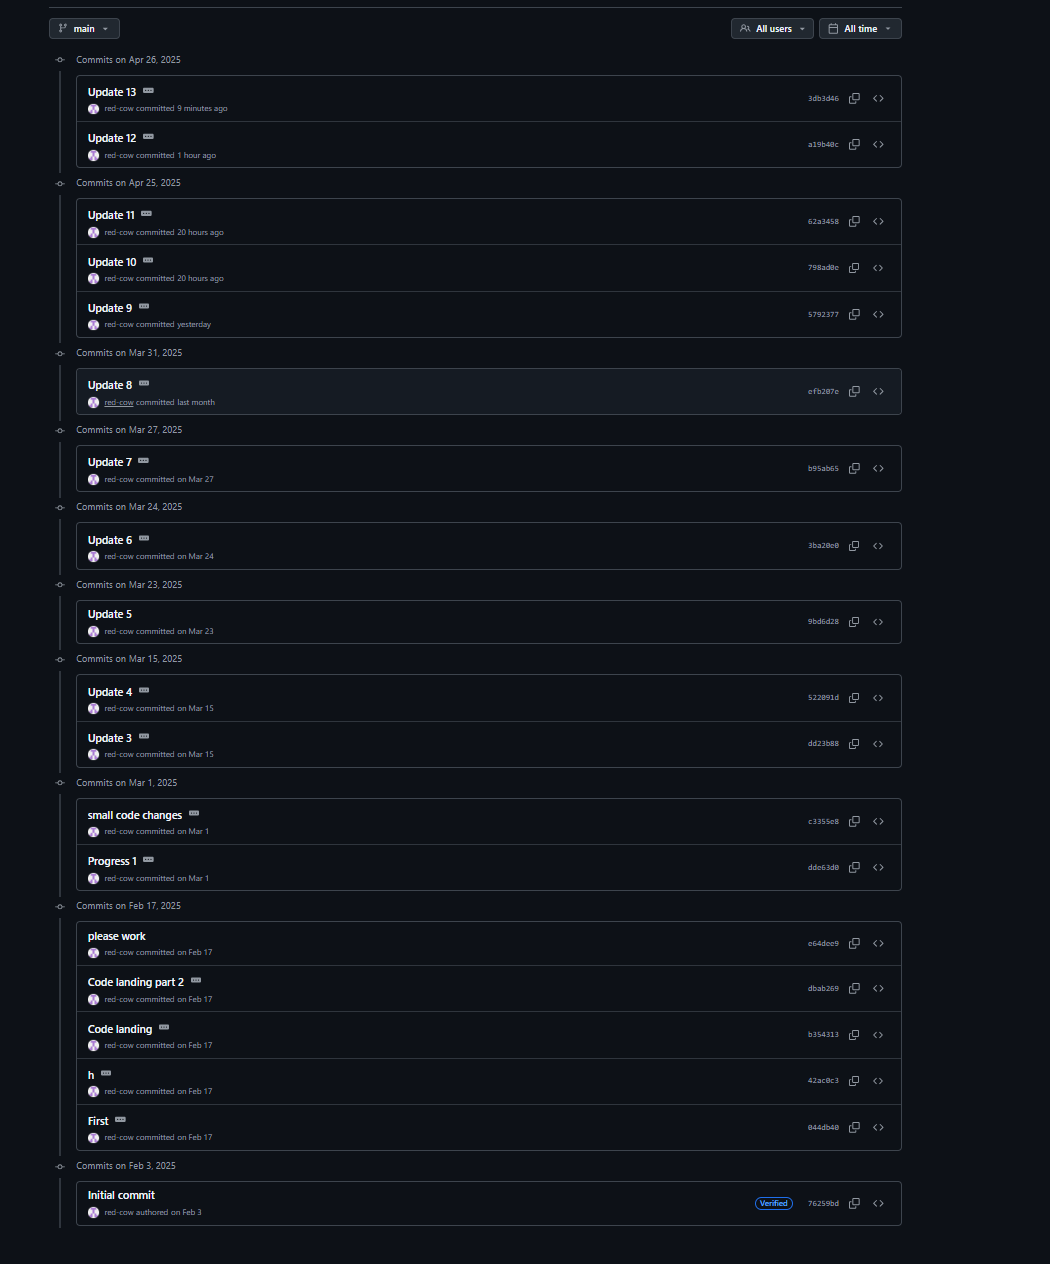 main
All users
All time
Commits on Apr 26, 2025
Update 13
red-cow committed 9 minutes ago
3db3d46
Update 12
red-cow committed 1 hour ago
a19b40c
Commits on Apr 25, 2025
Update 11
red-cow committed 20 hours ago
62a3458
Update 10
red-cow committed 20 hours ago
798ad0e
Update 9
red-cow committed yesterday
5792377
Commits on Mar 31, 2025
Update 8
red-cow committed last month
efb207e
Commits on Mar 27, 2025
Update 7
red-cow committed on Mar 27
b95ab65
Commits on Mar 24, 2025
Update 6
red-cow committed on Mar 24
3ba20e0
Commits on Mar 23, 2025
Update 5
red-cow committed on Mar 23
9bd6d28
Commits on Mar 15, 2025
Update 4
red-cow committed on Mar 15
522091d
Update 3
red-cow committed on Mar 15
dd23b88
Commits on Mar 1, 2025
small code changes
red-cow committed on Mar 1
c3355e8
Progress 1
red-cow committed on Mar 1
dde63d0
Commits on Feb 17, 2025
please work
red-cow committed on Feb 17
e64dee9
Code landing part 2
red-cow committed on Feb 17
dbab269
Code landing
red-cow committed on Feb 17
b354313
h
red-cow committed on Feb 17
42ac0c3
First
red-cow committed on Feb 17
044db40
Commits on Feb 3, 2025
Initial commit
red-cow authored on Feb 3
Verified
76259bd